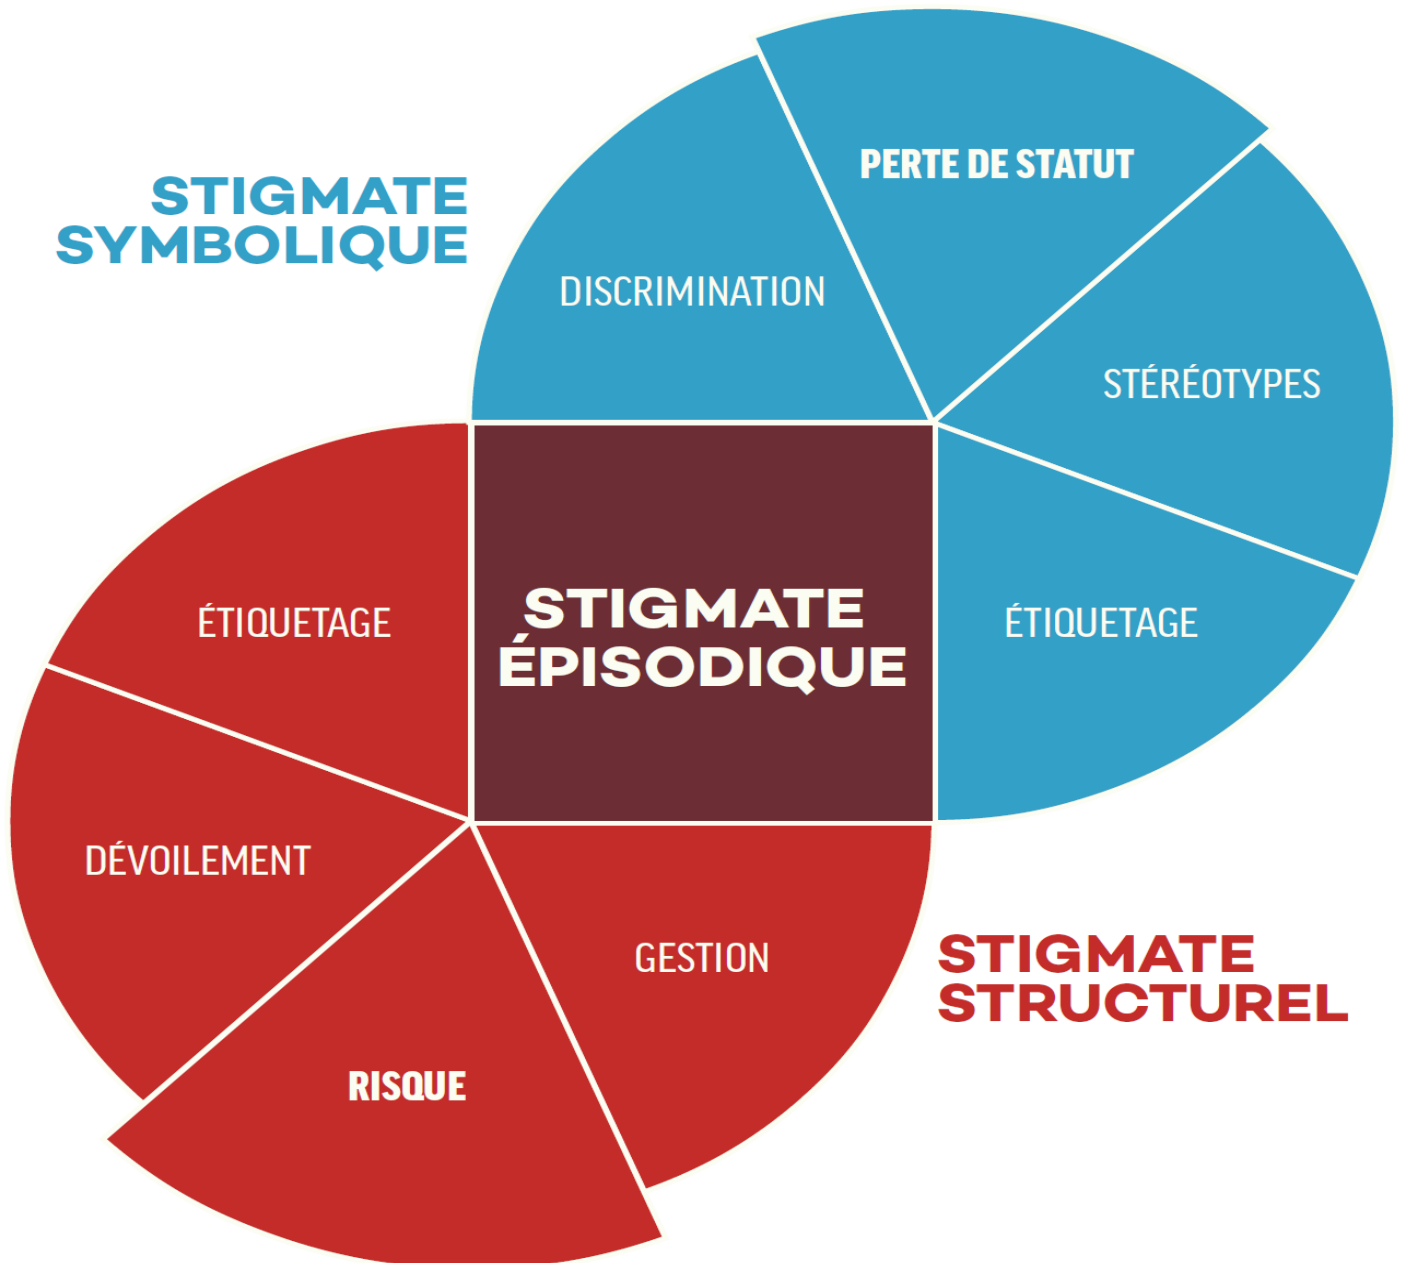 PERTE DE STATUT
STIGMATE
SYMBOLIQUE
DISCRIMINATION
STÉRÉOTYPES
ÉTIQUETAGE
STIGMATE
ÉPISODIQUE
ÉTIQUETAGE
DÉVOILEMENT
GESTION
STIGMATE
STRUCTUREL
RISQUE